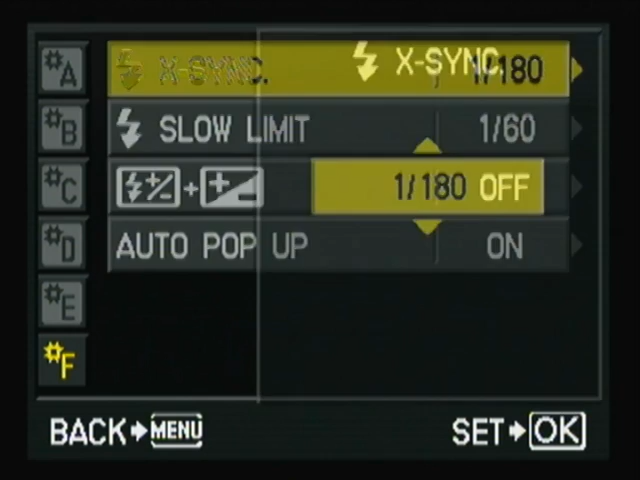 #A
⚡ X-SYNC. 1/180
⚡ X-SYNC.
#B
⚡ SLOW LIMIT 1/60
#C
⚡+/- + +/- 1/180 OFF
#D
AUTO POP UP ON
#E
#F
BACK➧MENU
SET➧OK